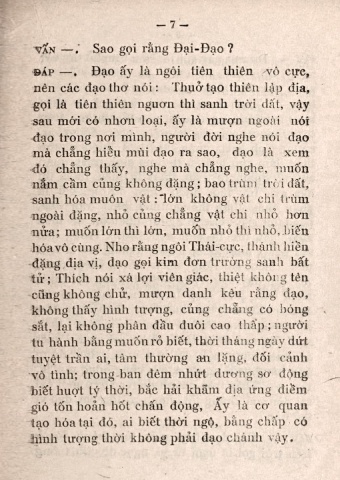 — 7 —
VẤN —. Sao gọi rằng Đại-Đạo ?
ĐÁP —. Đạo ấy là ngôi tiên thiên vô cực,
nên các đạo thơ nói : Thuở tạo thiên lập địa,
gọi là tiên thiên ngươn thì sanh trời đất, vậy
sau mới có nhơn loại, ấy là mượn ngoài nói
đạo trong nơi mình, người đời nghe nói đạo
mà chẳng hiểu mùi đạo ra sao, đạo là xem
đó chẳng thấy, nghe mà chẳng nghe, muốn
nắm cầm củng không đặng ; bao trùm trời đất,
sanh hóa muôn vật : lớn không vật chi trùm
ngoài đặng, nhỏ củng chẳng vật chi nhỏ hơn
nửa ; muốn lớn thì lớn, muốn nhỏ thì nhỏ, biến
hóa vô cùng. Nho rằng ngôi Thái-cực, thánh hiền
đặng địa vị, đạo gọi kim đơn trường sanh bất
tử ; Thích nói xá lợi viên giác, thiệt không tên
cũng không chử, mượn danh kêu rằng đạo,
không thấy hình tượng, củng chẳng có bóng
sắt, lại không phân đầu đuôi cao thấp ; người
tu hành bằng muốn rỏ biết, thời tháng ngày dứt
tuyệt trần ai, tâm thường an lặng, đối cảnh
vô tình ; trong ban đêm nhứt dương sơ động
biết huợt tý thời, bắc hải khẳm địa ứng điềm
gió tốn hoản hốt chấn động, Ấy là cơ quan
tạo hóa tại đó, ai biết thời ngộ, bằng chấp có
hình tượng thời không phải đạo chánh vậy.